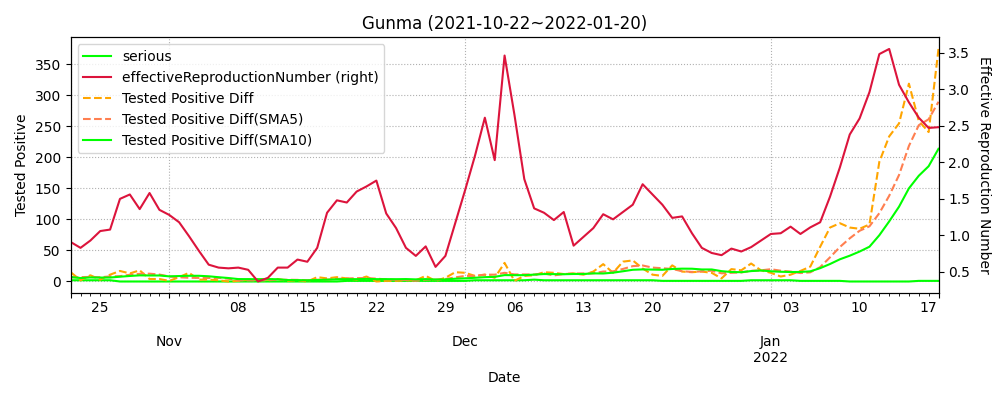 Gunma (2021-10-22~2022-01-20)
serious
effectiveReproductionNumber (right)
Tested Positive Diff
Tested Positive Diff(SMA5)
Tested Positive Diff(SMA10)
Tested Positive
350
300
250
200
150
100
50
0
3.5
3.0
2.5
2.0
1.5
1.0
0.5
Effective Reproduction Number
25 08 15 22 29 06 13 20 27 03 10 17
Nov Dec Jan
2022
Date